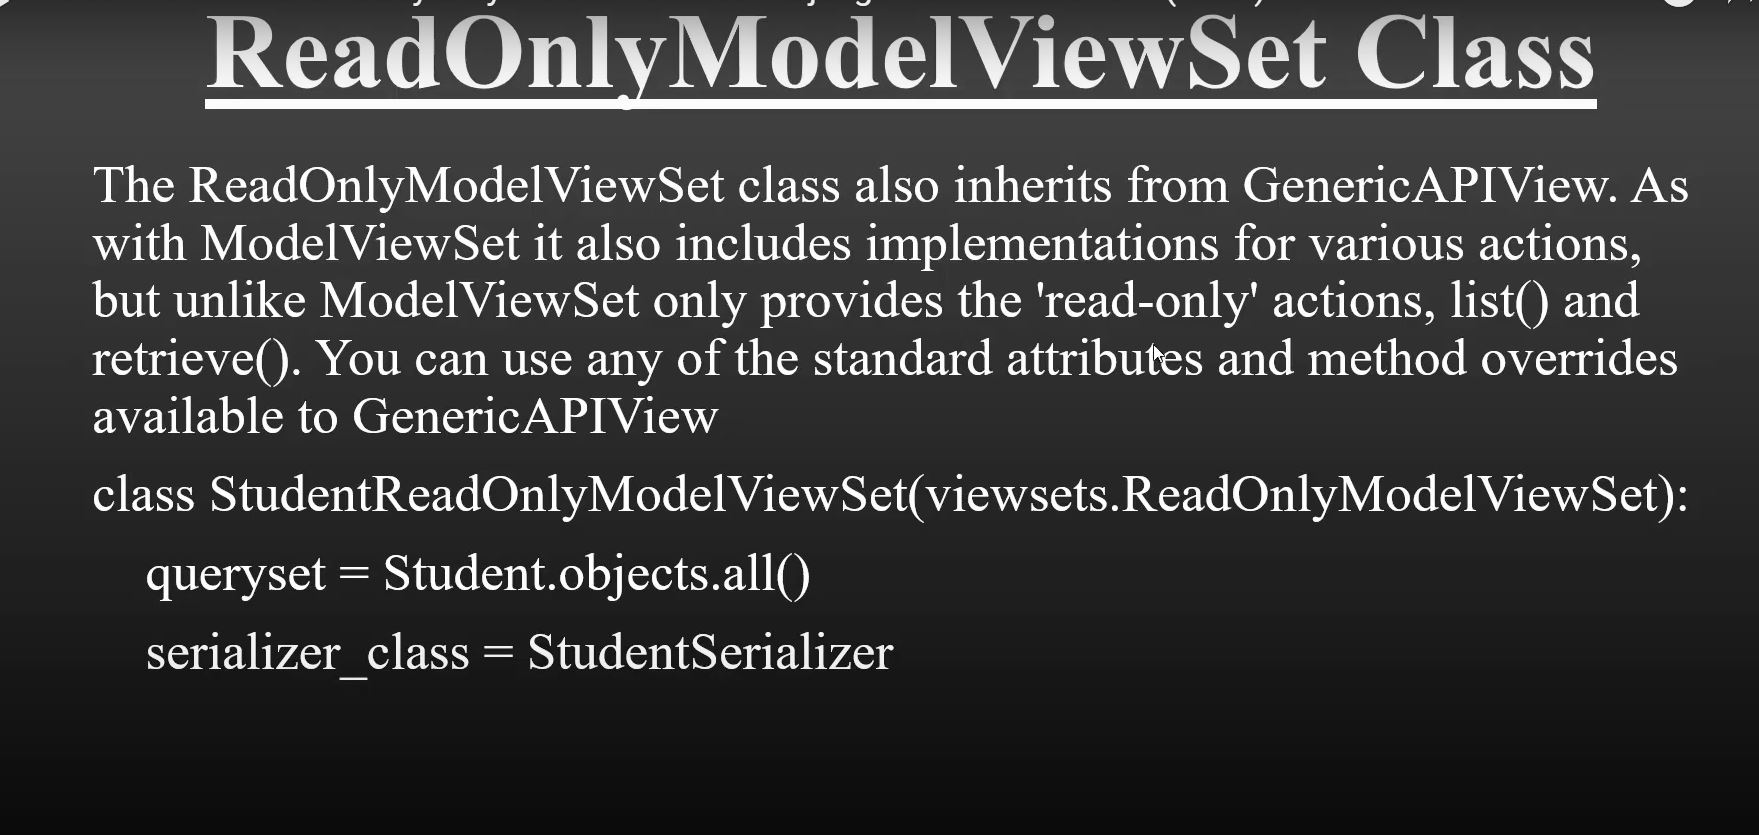 ReadOnlyModelViewSet Class
The ReadOnlyModelViewSet class also inherits from GenericAPIView. As
with ModelViewSet it also includes implementations for various actions,
but unlike ModelViewSet only provides the 'read-only' actions, list() and
retrieve(). You can use any of the standard attributes and method overrides
available to GenericAPIView
class StudentReadOnlyModelViewSet(viewsets.ReadOnlyModelViewSet):
queryset = Student.objects.all()
serializer_class = StudentSerializer